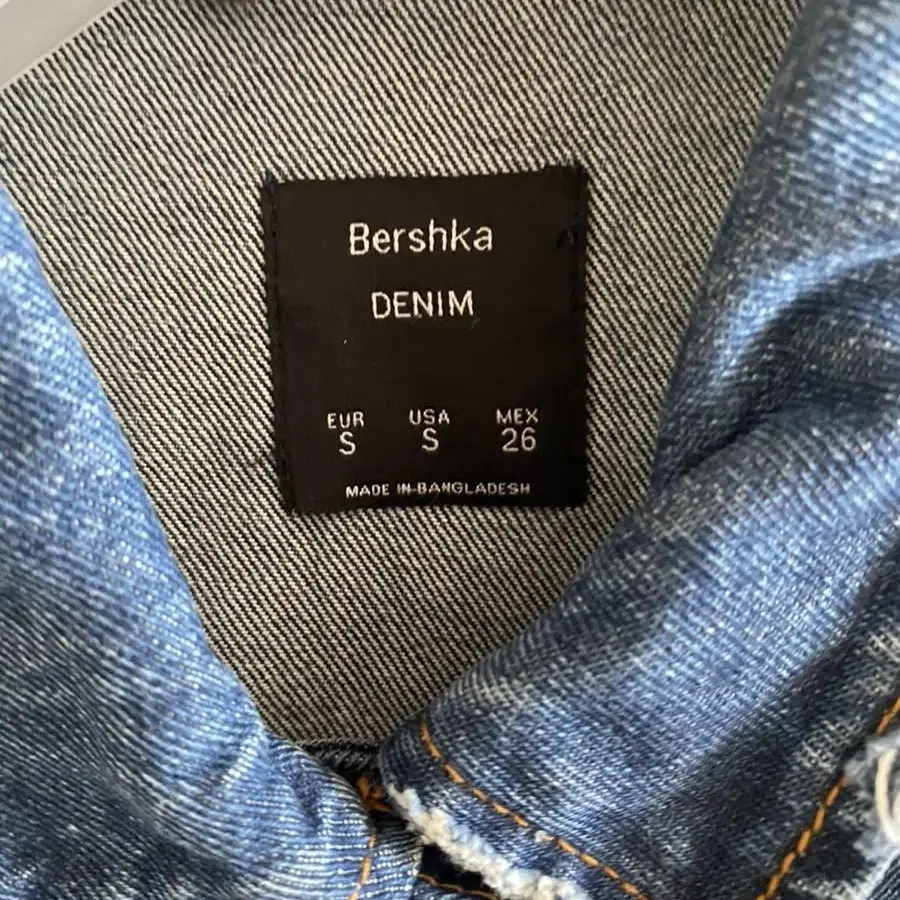 Bershka
DENIM
EUR USA MEX
S S 26
MADE IN BANGLADESH